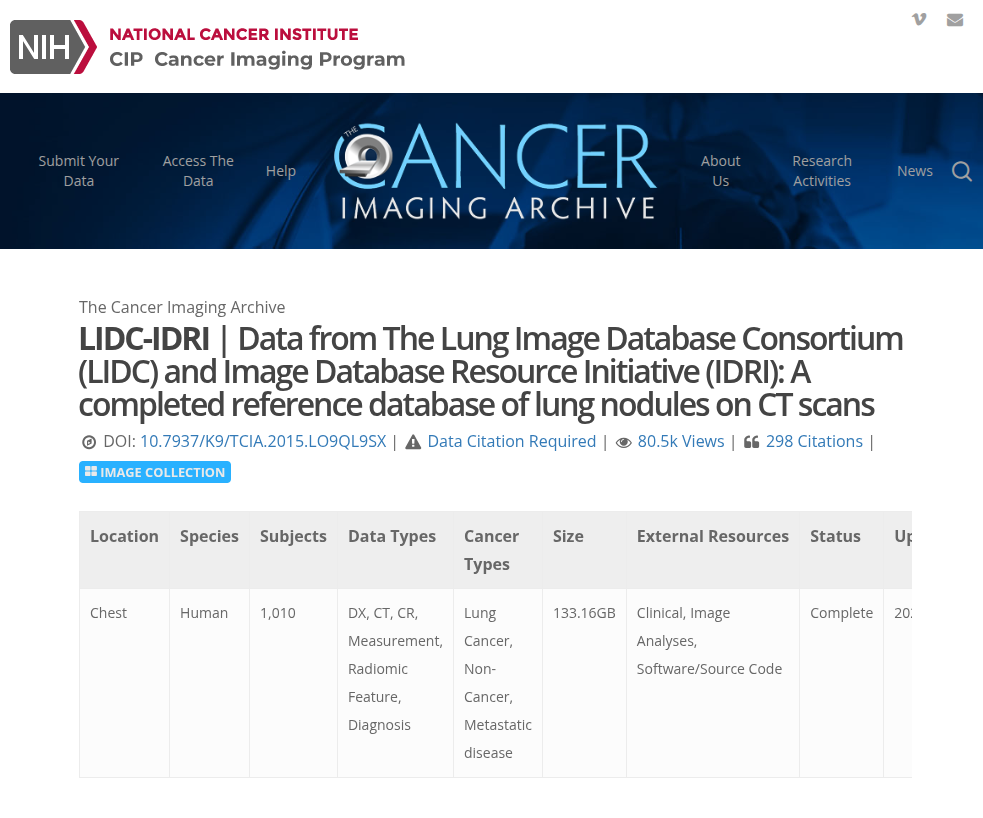 NIH NATIONAL CANCER INSTITUTE
CIP Cancer Imaging Program
Submit Your Data
Access The Data
Help
THE CANCER
IMAGING ARCHIVE
About Us
Research Activities
News
The Cancer Imaging Archive
LIDC-IDRI | Data from The Lung Image Database Consortium
(LIDC) and Image Database Resource Initiative (IDRI): A
completed reference database of lung nodules on CT scans
DOI: 10.7937/K9/TCIA.2015.LO9QL9SX | Data Citation Required | 80.5k Views | 298 Citations |
IMAGE COLLECTION
Location Species Subjects Data Types Cancer Types Size External Resources Status
Chest Human 1,010 DX, CT, CR, Lung 133.16GB Clinical, Image Complete
Measurement, Cancer, Analyses,
Radiomic Non- Software/Source Code
Feature, Cancer,
Diagnosis Metastatic
disease